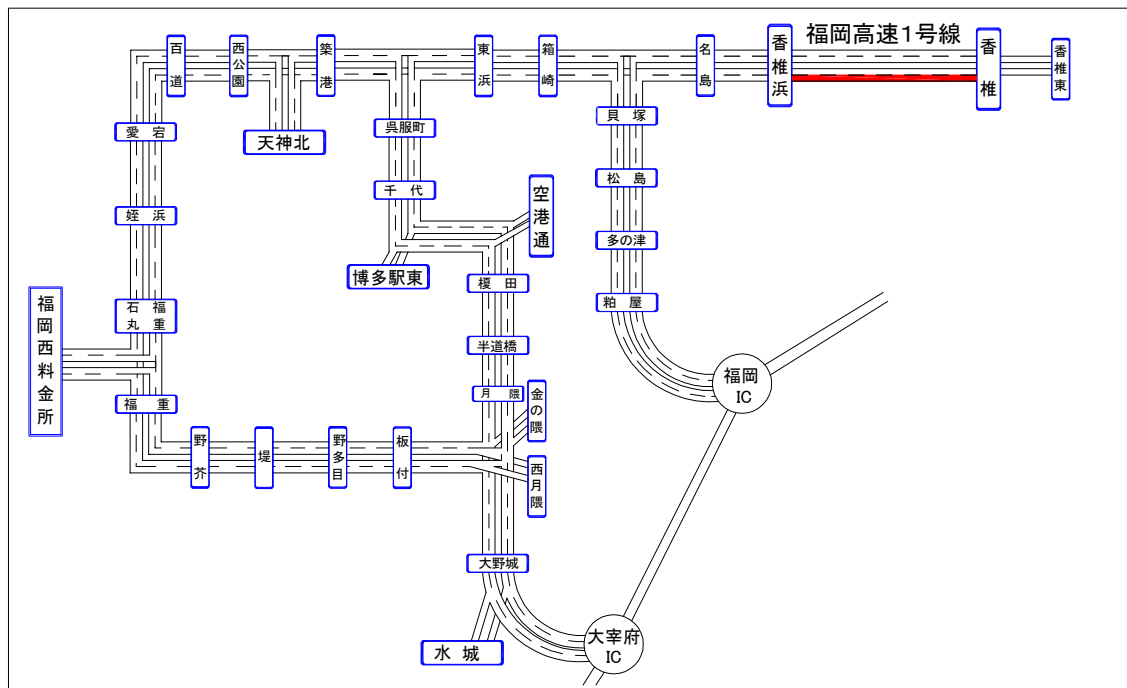 福岡高速1号線
百道
西公園
築港
東浜
箱崎
名島
香椎浜
香椎
香椎東
愛宕
天神北
呉服町
貝塚
千代
空港通
松島
姪浜
多の津
博多駅東
榎田
粕屋
福岡西料金所
石丸
福重
半道橋
福岡
IC
月隈
金の隈
福重
野芥
堤
野多目
板付
西月隈
大野城
水城
大宰府
IC